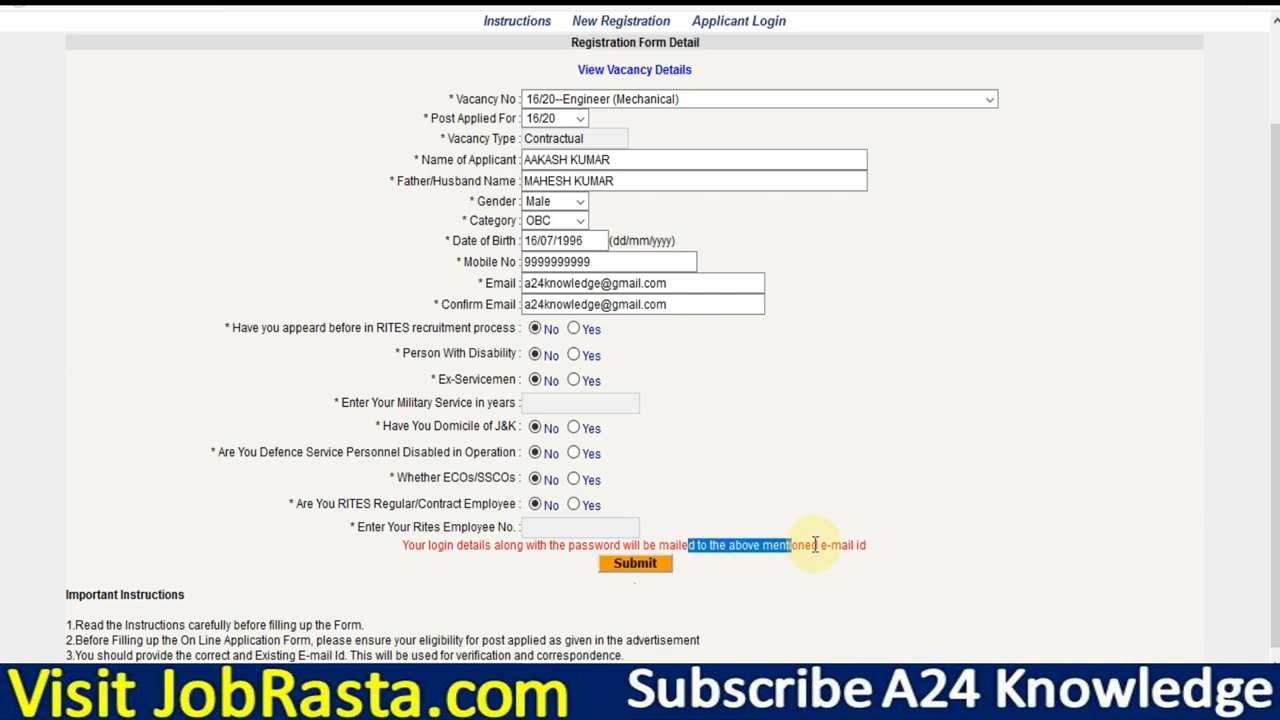 Instructions New Registration Applicant Login
Registration Form Detail
View Vacancy Details
* Vacancy No : 16/20--Engineer (Mechanical)
* Post Applied For : 16/20
* Vacancy Type : Contractual
* Name of Applicant : AAKASH KUMAR
* Father/Husband Name : MAHESH KUMAR
* Gender : Male
* Category : OBC
* Date of Birth : 16/07/1996 (dd/mm/yyyy)
* Mobile No : 9999999999
* Email : a24knowledge@gmail.com
* Confirm Email : a24knowledge@gmail.com
* Have you appeard before in RITES recruitment process : No Yes
* Person With Disability : No Yes
* Ex-Servicemen : No Yes
* Enter Your Military Service in years :
* Have You Domicile of J&K : No Yes
* Are You Defence Service Personnel Disabled in Operation : No Yes
* Whether ECOs/SSCOs : No Yes
* Are You RITES Regular/Contract Employee : No Yes
* Enter Your Rites Employee No. :
Your login details along with the password will be mailed to the above mentioned e-mail id
Submit
Important Instructions
1.Read the Instructions carefully before filling up the Form.
2.Before Filling up the On Line Application Form, please ensure your eligibility for post applied as given in the advertisement
3.You should provide the correct and Existing E-mail Id. This will be used for verification and correspondence.
Visit JobRasta.com Subscribe A24 Knowledge